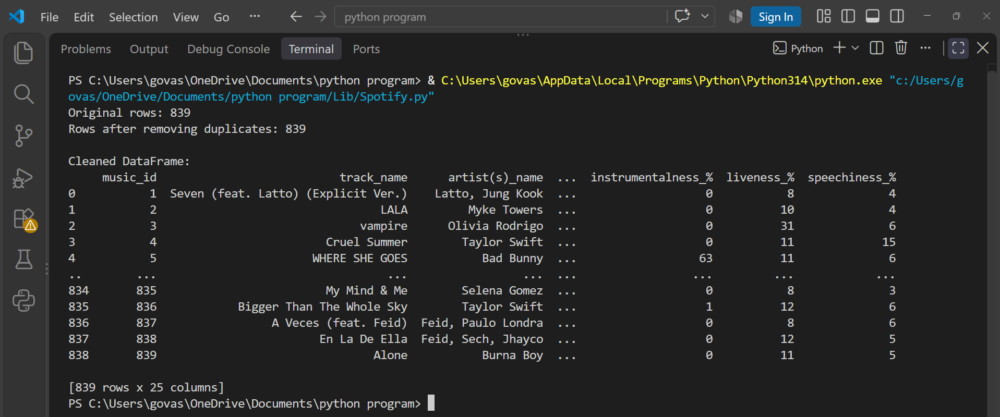 File Edit Selection View Go ... python program Sign In
Problems Output Debug Console Terminal Ports Python
PS C:\Users\govas\OneDrive\Documents\python program> & C:\Users\govas\AppData\Local\Programs\Python\Python314\python.exe "c:/Users/g
ovas/OneDrive/Documents/python program/Lib/Spotify.py"
Original rows: 839
Rows after removing duplicates: 839
Cleaned DataFrame:
music_id track_name artist(s)_name ... instrumentalness_% liveness_% speechiness_%
0 1 Seven (feat. Latto) (Explicit Ver.) Latto, Jung Kook ... 0 8 4
1 2 LALA Myke Towers ... 0 10 4
2 3 vampire Olivia Rodrigo ... 0 31 6
3 4 Cruel Summer Taylor Swift ... 0 11 15
4 5 WHERE SHE GOES Bad Bunny ... 63 11 6
.. ... ... ... ... ... ... ...
834 835 My Mind & Me Selena Gomez ... 0 8 3
835 836 Bigger Than The Whole Sky Taylor Swift ... 1 12 6
836 837 A Veces (feat. Feid) Feid, Paulo Londra ... 0 8 6
837 838 En La De Ella Feid, Sech, Jhayco ... 0 12 5
838 839 Alone Burna Boy ... 0 11 5
[839 rows x 25 columns]
PS C:\Users\govas\OneDrive\Documents\python program>